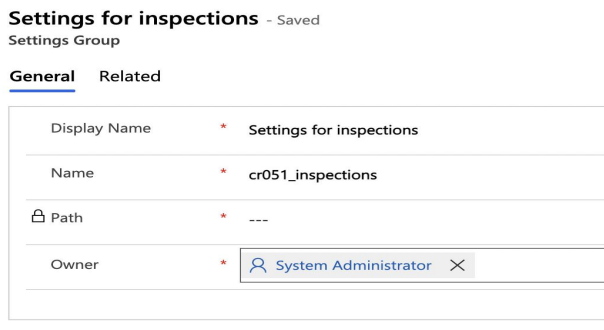 Settings for inspections - Saved
Settings Group
General Related
Display Name * Settings for inspections
Name * cr051_inspections
Path * ---
Owner * System Administrator